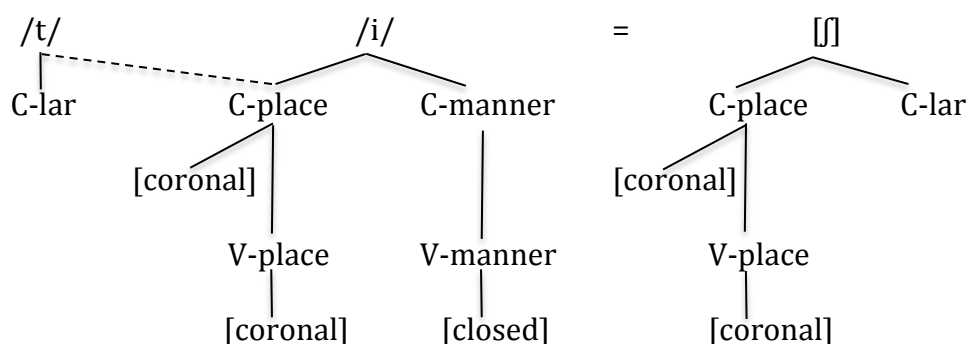 /t/ /i/ = [ʃ]
C-lar C-place C-manner C-place C-lar
[coronal] [coronal]
V-place V-manner V-place
[coronal] [closed] [coronal]